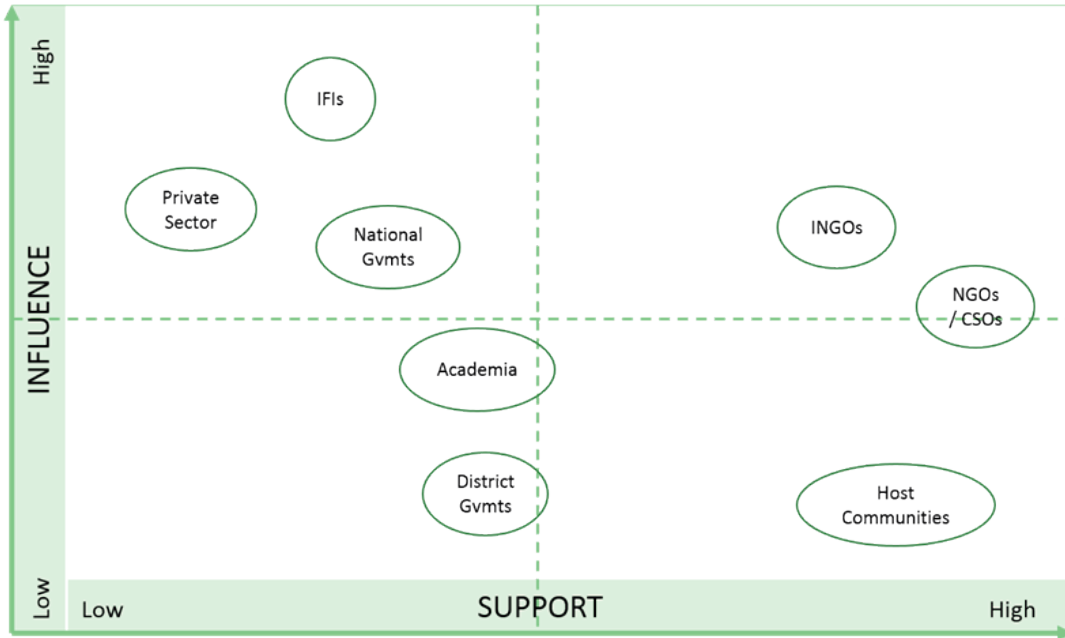 High
IFIs
Private
Sector
National
Gvmts
INGOs
NGOs
/ CSOs
INFLUENCE
Academia
District
Gvmts
Host
Communities
Low
Low
SUPPORT
High